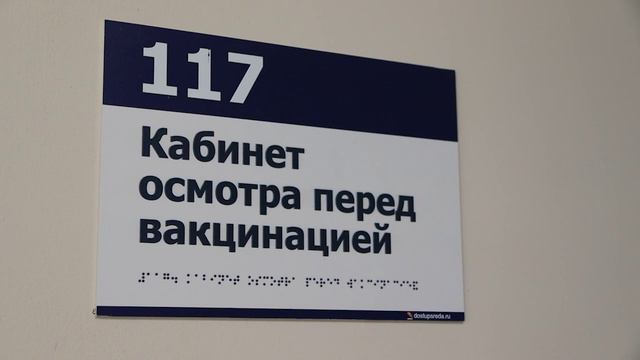 117
Кабинет
осмотра перед
вакцинацией
dostupsreda.ru